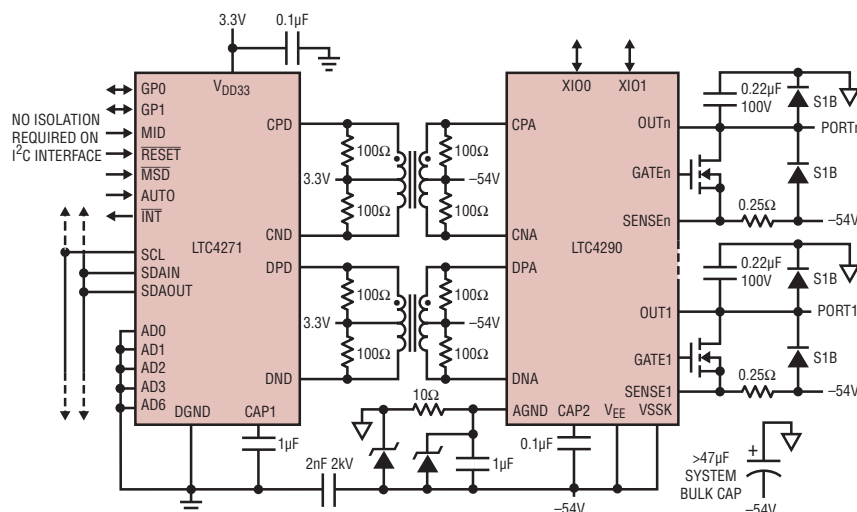 3.3V
0.1µF
VDD33
XIO0
XIO1
GP0
GP1
MID
RESET
MSD
AUTO
INT
NO ISOLATION
REQUIRED ON
I2C INTERFACE
SCL
SDAIN
SDAOUT
AD0
AD1
AD2
AD3
AD6
LTC4271
CPD
CND
DPD
DND
DGND
CAP1
1µF
2nF 2kV
100Ω
3.3V
100Ω
100Ω
–54V
100Ω
100Ω
3.3V
100Ω
100Ω
–54V
100Ω
10Ω
1µF
0.1µF
–54V
CPA
CNA
DPA
DNA
AGND
CAP2
VEE
VSSK
LTC4290
OUTn
GATEn
SENSEn
OUT1
GATE1
SENSE1
0.22µF
100V
S1B
PORTn
S1B
0.25Ω
–54V
0.22µF
100V
S1B
PORT1
S1B
0.25Ω
–54V
+
>47µF
SYSTEM
BULK CAP
–54V